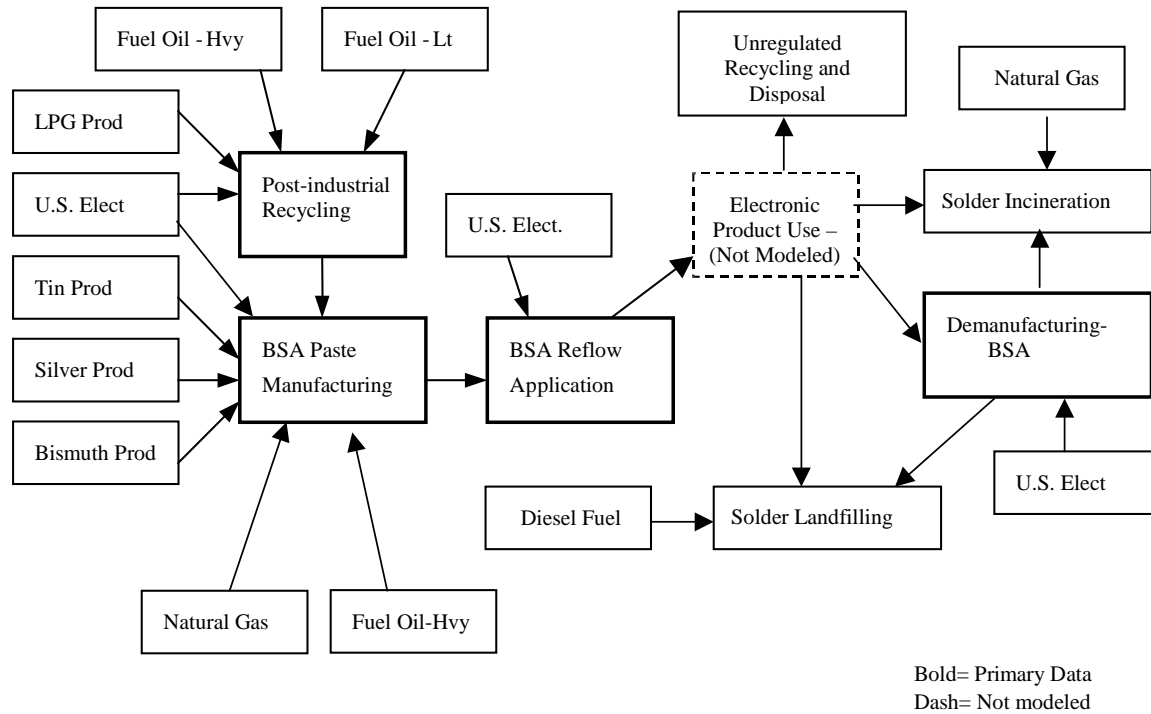 Fuel Oil - Hvy
Fuel Oil - Lt
Unregulated
Recycling and
Disposal
Natural Gas
LPG Prod
U.S. Elect
Post-industrial
Recycling
U.S. Elect.
Electronic
Product Use –
(Not Modeled)
Solder Incineration
Tin Prod
Silver Prod
Bismuth Prod
BSA Paste
Manufacturing
BSA Reflow
Application
Demanufacturing-
BSA
U.S. Elect
Diesel Fuel
Solder Landfilling
Natural Gas
Fuel Oil-Hvy
Bold= Primary Data
Dash= Not modeled